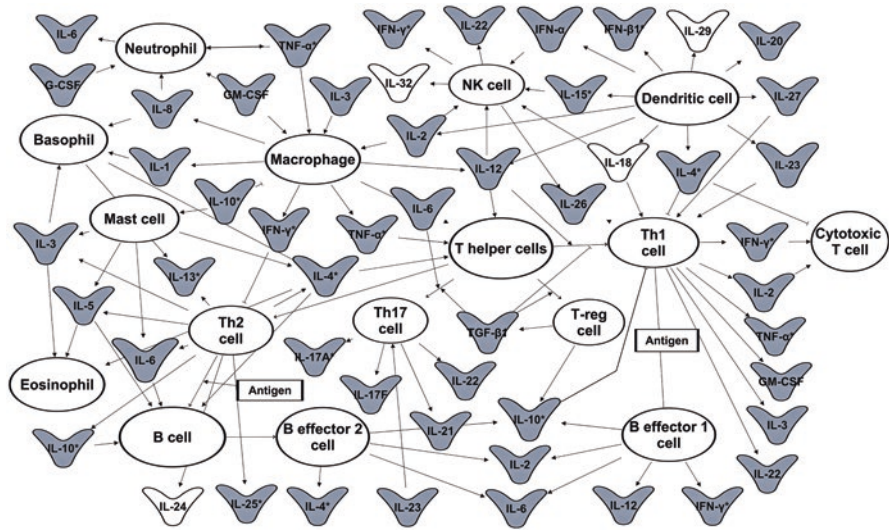 IL-6
Neutrophil
TNF-α*
IFN-γ*
IL-22
IFN-α
IFN-β1*
IL-29
IL-20
G-CSF
IL-8
GM-CSF
IL-3
IL-32
NK cell
IL-15*
Dendritic cell
IL-27
Basophil
IL-1
Macrophage
IL-2
IL-12
IL-18
IL-4*
IL-23
IL-10*
Mast cell
IL-3
IFN-γ*
TNF-α*
IL-6
IL-26
T helper cells
Th1
cell
IFN-γ*
Cytotoxic
T cell
IL-13*
IL-4*
IL-2
IL-5
Th2
cell
Th17
cell
TGF-β1
T-reg
cell
Antigen
TNF-α*
IL-6
IL-17A*
IL-22
GM-CSF
Eosinophil
Antigen
IL-17F
IL-21
IL-10*
IL-3
IL-10*
B cell
B effector 2
cell
B effector 1
cell
IL-2
IL-22
IL-24
IL-25*
IL-4*
IL-23
IL-6
IL-12
IFN-γ*